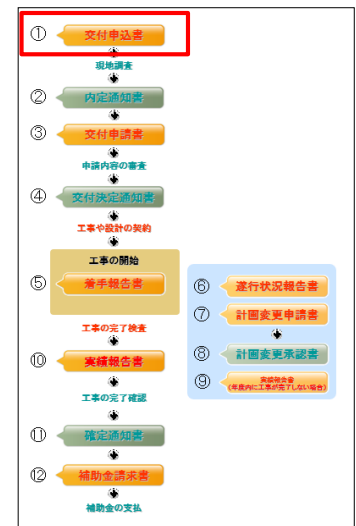 ① 交付申込書
現地調査
② 内定通知書
③ 交付申請書
申請内容の審査
④ 交付決定通知書
工事や設計の契約
工事の開始
⑤ 着手報告書
⑥ 遂行状況報告書
⑦ 計画変更申請書
⑧ 計画変更承認書
⑨ 実績報告書
(年度内に工事が完了しない場合)
工事の完了検査
⑩ 実績報告書
工事の完了確認
⑪ 確定通知書
⑫ 補助金請求書
補助金の支払